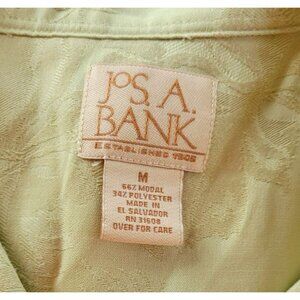 JOS. A.
BANK
ESTABLISHED 1905
M
66% MODAL
34% POLYESTER
MADE IN
EL SALVADOR
RN 31608
OVER FOR CARE